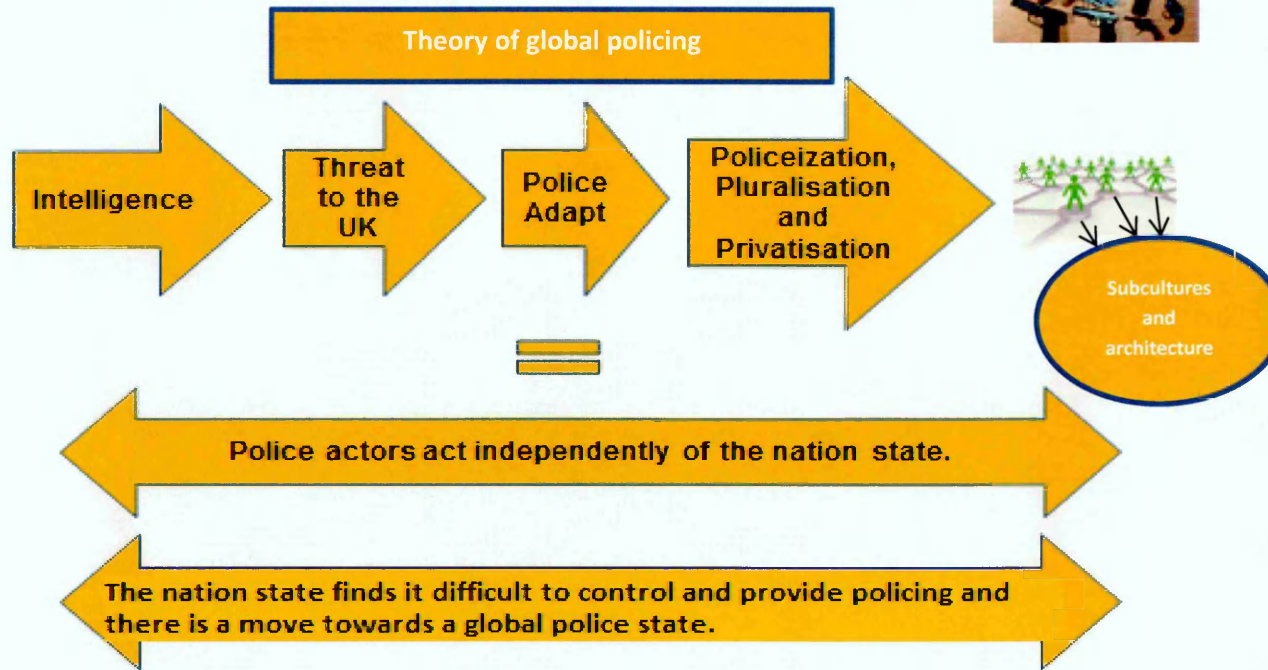 Theory of global policing
Intelligence
Threat
to the
UK
Police
Adapt
Policeization,
Pluralisation
and
Privatisation
Subcultures
and
architecture
Police actors act independently of the nation state.
The nation state finds it difficult to control and provide policing and
there is a move towards a global police state.